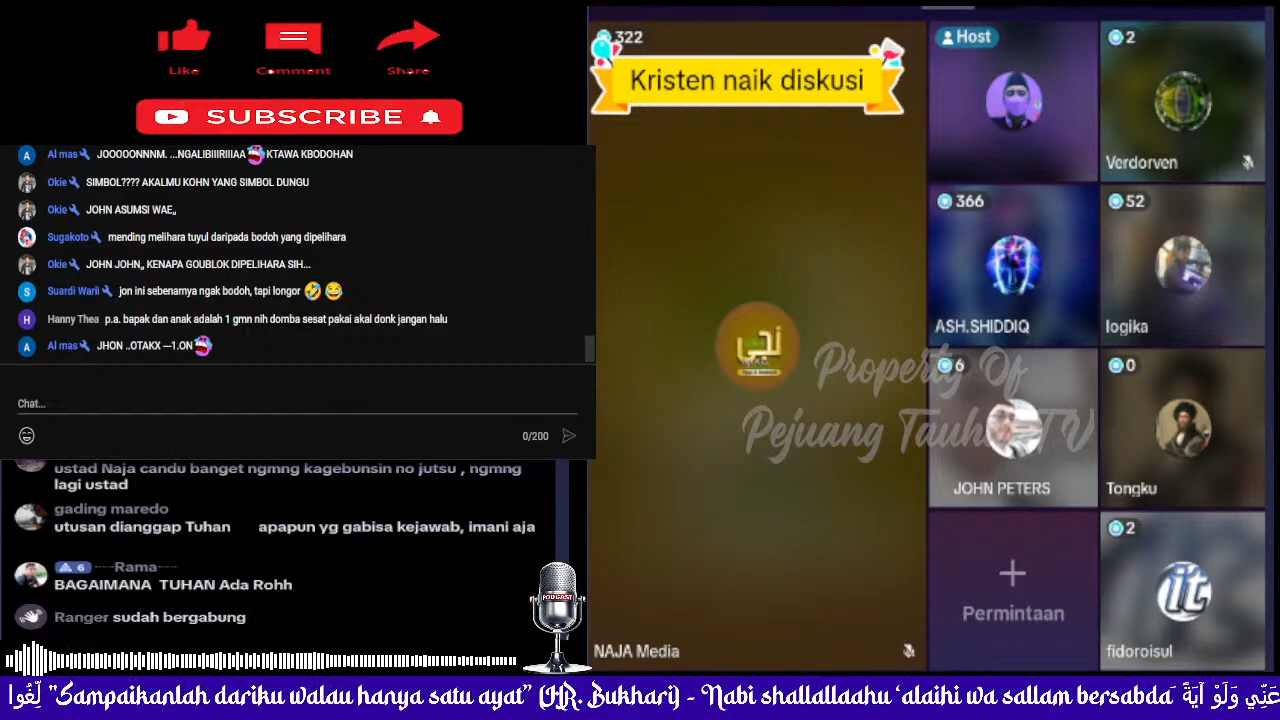 Like
Comment
Share
SUBSCRIBE
Al mas JOOOOONNNM. ...NGALIBIIIRIIIAA KTAWA KBODOHAN
Okie SIMBOL???? AKALMU KOHN YANG SIMBOL DUNGU
Okie JOHN ASUMSI WAE,,
Sugakoto mending melihara tuyul daripada bodoh yang dipelihara
Okie JOHN JOHN,, KENAPA GOUBLOK DIPELIHARA SIH...
Suardi Warii jon ini sebenarnya ngak bodoh, tapi longor 🤣 😂
Hanny Thea p.a. bapak dan anak adalah 1 gmn nih domba sesat pakai akal donk jangan halu
Al mas JHON ..OTAKX ---1.ON
Chat...
0/200
ustad Naja candu banget ngmng kagebunsin no jutsu , ngmng
lagi ustad
gading maredo
utusan dianggap Tuhan apapun yg gabisa kejawab, imani aja
6 ----Rama----
BAGAIMANA TUHAN Ada Rohh
Ranger sudah bergabung
PODCAST
322
Kristen naik diskusi
Host
2
Verdorven
366
ASH.SHIDDIQ
52
logika
6
JOHN PETERS
0
Tongku
Permintaan
2
it
fidoroisul
نجى
NAJA Media
Property Of
Pejuang Tauhid TV
لِّغُوا "Sampaikanlah dariku walau hanya satu ayat" (HR. Bukhari) - Nabi shallallaahu 'alaihi wa sallam bersabda عَنِّي وَلَوْ آيَةً